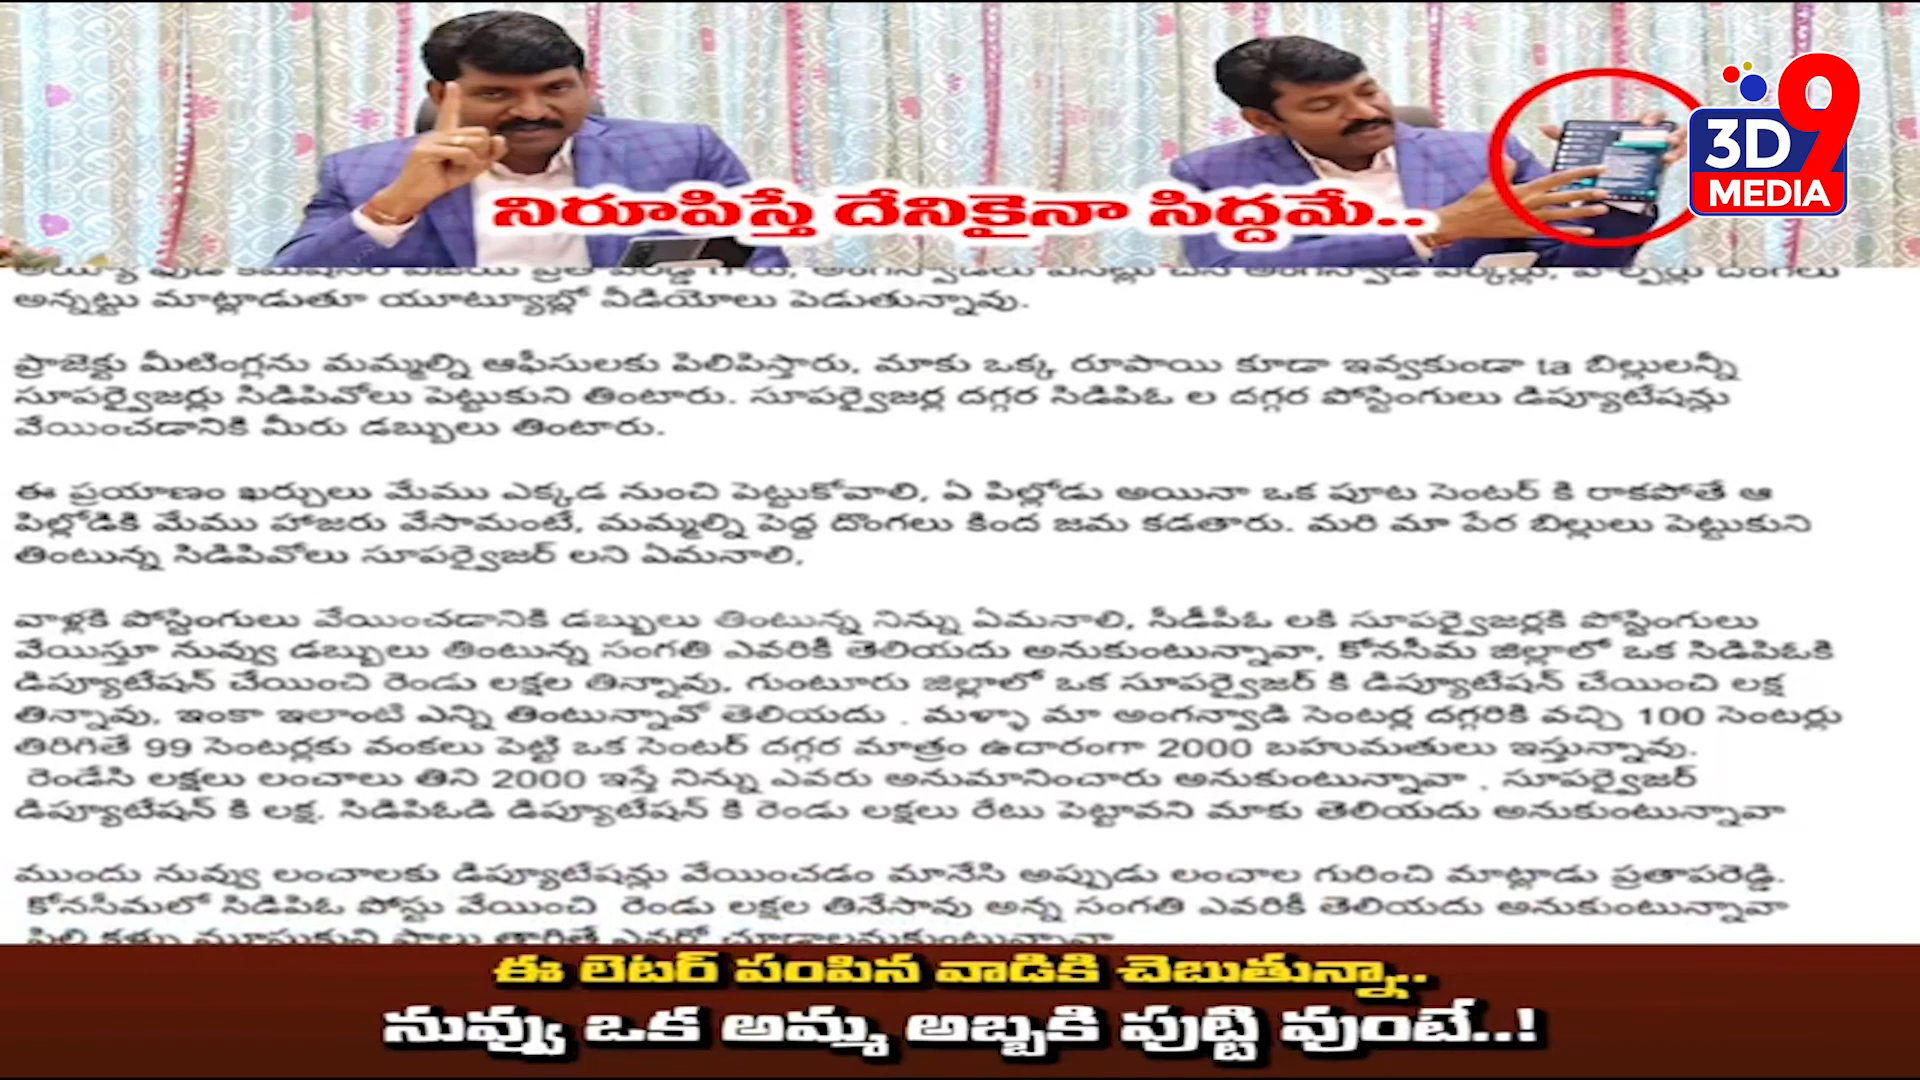 3D 9
MEDIA
నిరూపిస్తే దేనికైనా సిద్దమే..
అన్నట్టు మాట్లాడుతూ యూట్యూబ్లో వీడియోలు పెడుతున్నావు.
ప్రాజెక్టు మీటింగ్లను మమ్మల్ని ఆఫీసులకు పిలిపిస్తారు, మాకు ఒక్క రూపాయి కూడా ఇవ్వకుండా ta బిల్లులన్నీ
సూపర్వైజర్లు సిడిపివోలు పెట్టుకుని తింటారు. సూపర్వైజర్ల దగ్గర సిడిపిఓ ల దగ్గర పోస్టింగులు డిప్యూటేషన్లు
వేయించడానికి మీరు డబ్బులు తింటారు.
ఈ ప్రయాణం ఖర్చులు మేము ఎక్కడ నుంచి పెట్టుకోవాలి, ఏ పిల్లోడు అయినా ఒక పూట సెంటర్ కి రాకపోతే ఆ
పిల్లోడికి మేము హాజరు వేసామంటే, మమ్మల్ని పెద్ద దొంగలు కింద జమ కడతారు. మరి మా పేర బిల్లులు పెట్టుకుని
తింటున్న సిడిపివోలు సూపర్వైజర్ లని ఏమనాలి,
వాళ్లకి పోస్టింగులు వేయించడానికి డబ్బులు తింటున్న నిన్ను ఏమనాలి, సీడీపీఓ లకి సూపర్వైజర్లకి పోస్టింగులు
వేయిస్తూ నువ్వు డబ్బులు తింటున్న సంగతి ఎవరికీ తెలియదు అనుకుంటున్నావా, కోనసీమ జిల్లాలో ఒక సిడిపిఓకి
డిప్యూటేషన్ చేయించి రెండు లక్షల తిన్నావు, గుంటూరు జిల్లాలో ఒక సూపర్వైజర్ కి డిప్యూటేషన్ చేయించి లక్ష
తిన్నావు, ఇంకా ఇలాంటి ఎన్ని తింటున్నావో తెలియదు . మళ్ళా మా అంగన్వాడి సెంటర్ల దగ్గరికి వచ్చి 100 సెంటర్లు
తిరిగితే 99 సెంటర్లకు వంకలు పెట్టి ఒక సెంటర్ దగ్గర మాత్రం ఉదారంగా 2000 బహుమతులు ఇస్తున్నావు.
రెండేసి లక్షలు లంచాలు తిని 2000 ఇస్తే నిన్ను ఎవరు అనుమానించారు అనుకుంటున్నావా . సూపర్వైజర్
డిప్యూటేషన్ కి లక్ష, సిడిపిఓడి డిప్యూటేషన్ కి రెండు లక్షలు రేటు పెట్టావని మాకు తెలియదు అనుకుంటున్నావా
ముందు నువ్వు లంచాలకు డిప్యూటేషన్లు వేయించడం మానేసి అప్పుడు లంచాల గురించి మాట్లాడు ప్రతాపరెడ్డి.
కోనసీమలో సిడిపిఓ పోస్టు వేయించి రెండు లక్షల తినేసావు అన్న సంగతి ఎవరికీ తెలియదు అనుకుంటున్నావా
ఈ లెటర్ పంపిన వాడికి చెబుతున్నా..
నువ్వు ఒక అమ్మ అబ్బకి పుట్టి వుంటే..!